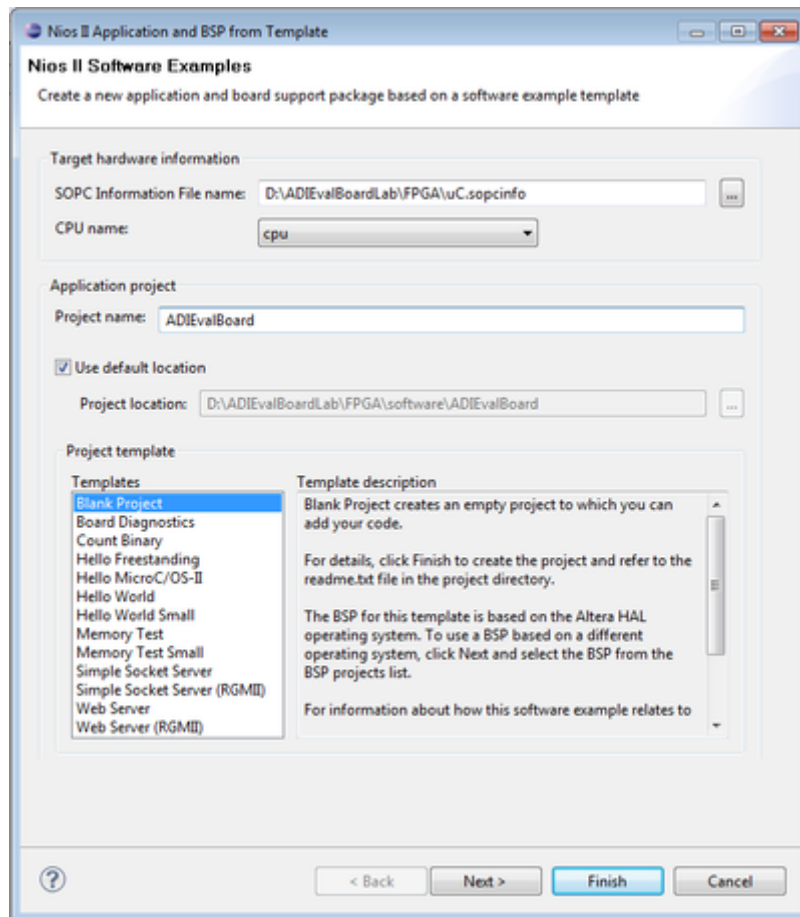 Nios II Application and BSP from Template
Nios II Software Examples
Create a new application and board support package based on a software example template
Target hardware information
SOPC Information File name: D:\ADIEvalBoardLab\FPGA\uC.sopcinfo ...
CPU name: cpu
Application project
Project name: ADIEvalBoard
Use default location
Project location: D:\ADIEvalBoardLab\FPGA\software\ADIEvalBoard ...
Project template
Templates
Blank Project
Board Diagnostics
Count Binary
Hello Freestanding
Hello MicroC/OS-II
Hello World
Hello World Small
Memory Test
Memory Test Small
Simple Socket Server
Simple Socket Server (RGMII)
Web Server
Web Server (RGMII)
Template description
Blank Project creates an empty project to which you can
add your code.
For details, click Finish to create the project and refer to the
readme.txt file in the project directory.
The BSP for this template is based on the Altera HAL
operating system. To use a BSP based on a different
operating system, click Next and select the BSP from the
BSP projects list.
For information about how this software example relates to
? < Back Next > Finish Cancel